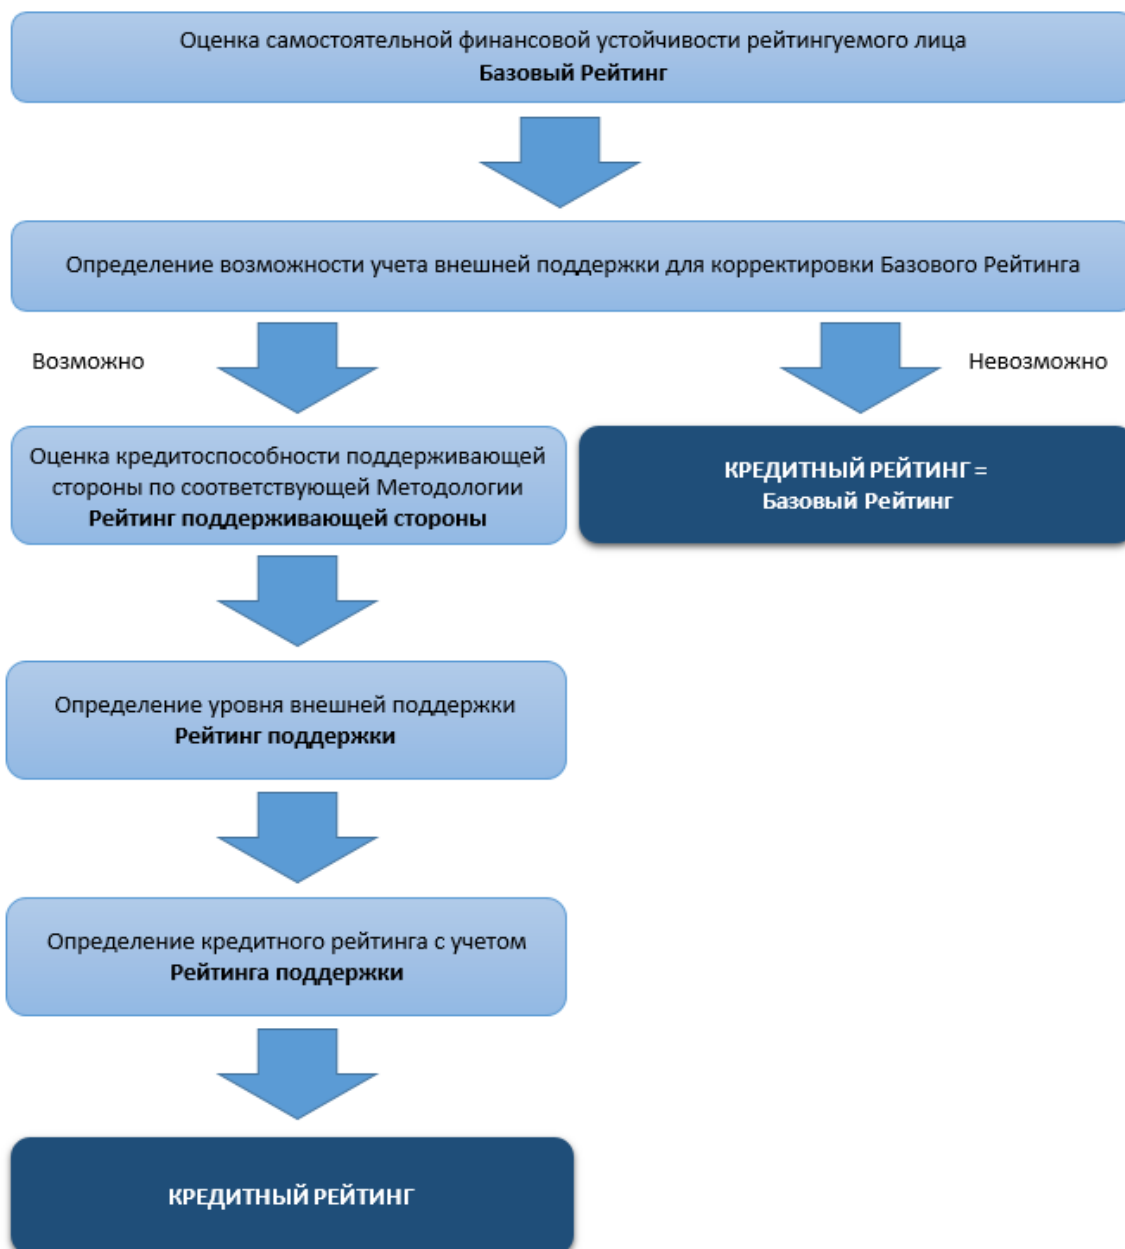 Оценка самостоятельной финансовой устойчивости рейтингуемого лица
Базовый Рейтинг
Определение возможности учета внешней поддержки для корректировки Базового Рейтинга
Возможно
Невозможно
Оценка кредитоспособности поддерживающей
стороны по соответствующей Методологии
Рейтинг поддерживающей стороны
КРЕДИТНЫЙ РЕЙТИНГ =
Базовый Рейтинг
Определение уровня внешней поддержки
Рейтинг поддержки
Определение кредитного рейтинга с учетом
Рейтинга поддержки
КРЕДИТНЫЙ РЕЙТИНГ